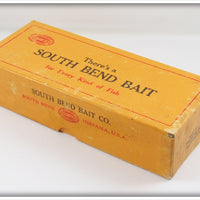 There's a
SOUTH BEND BAIT
for Every Kind of Fish
SOUTH BEND BAIT CO.
SOUTH BEND INDIANA, U.S.A.